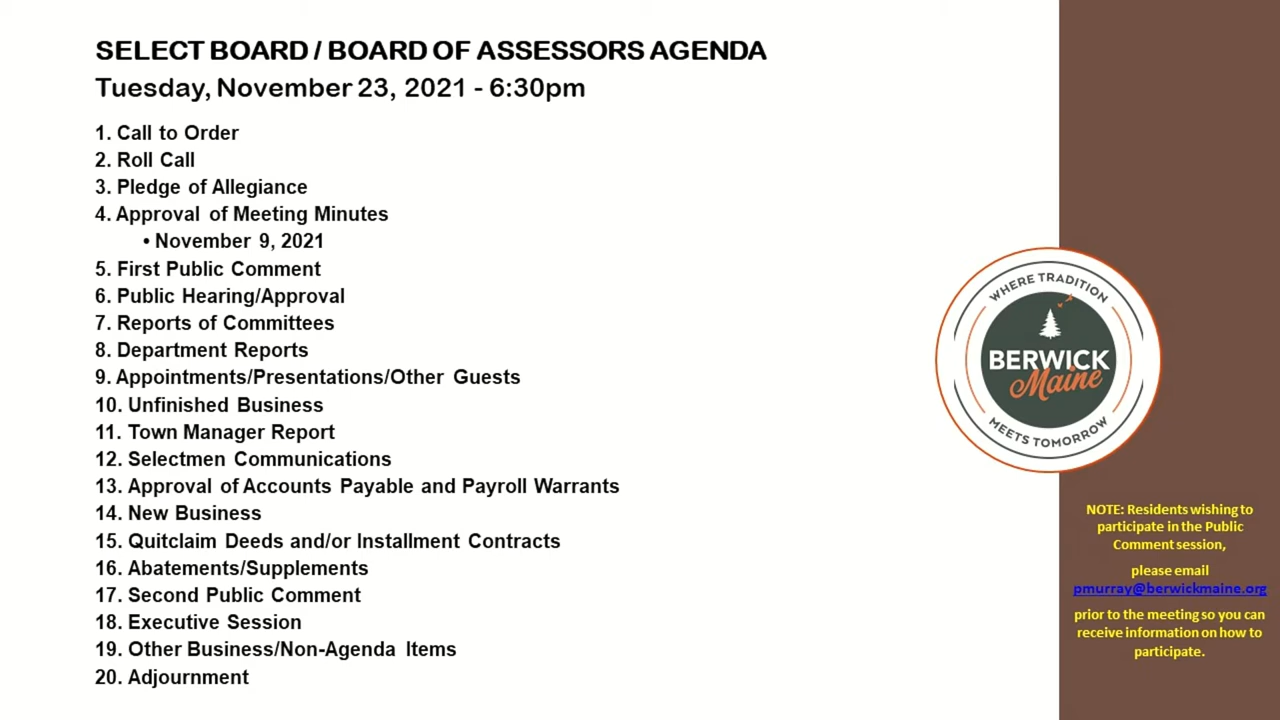 SELECT BOARD / BOARD OF ASSESSORS AGENDA
Tuesday, November 23, 2021 - 6:30pm
1. Call to Order
2. Roll Call
3. Pledge of Allegiance
4. Approval of Meeting Minutes
• November 9, 2021
5. First Public Comment
6. Public Hearing/Approval
7. Reports of Committees
8. Department Reports
9. Appointments/Presentations/Other Guests
10. Unfinished Business
11. Town Manager Report
12. Selectmen Communications
13. Approval of Accounts Payable and Payroll Warrants
14. New Business
15. Quitclaim Deeds and/or Installment Contracts
16. Abatements/Supplements
17. Second Public Comment
18. Executive Session
19. Other Business/Non-Agenda Items
20. Adjournment
WHERE TRADITION
BERWICK
Maine
MEETS TOMORROW
NOTE: Residents wishing to
participate in the Public
Comment session,
please email
pmurray@berwickmaine.org
prior to the meeting so you can
receive information on how to
participate.